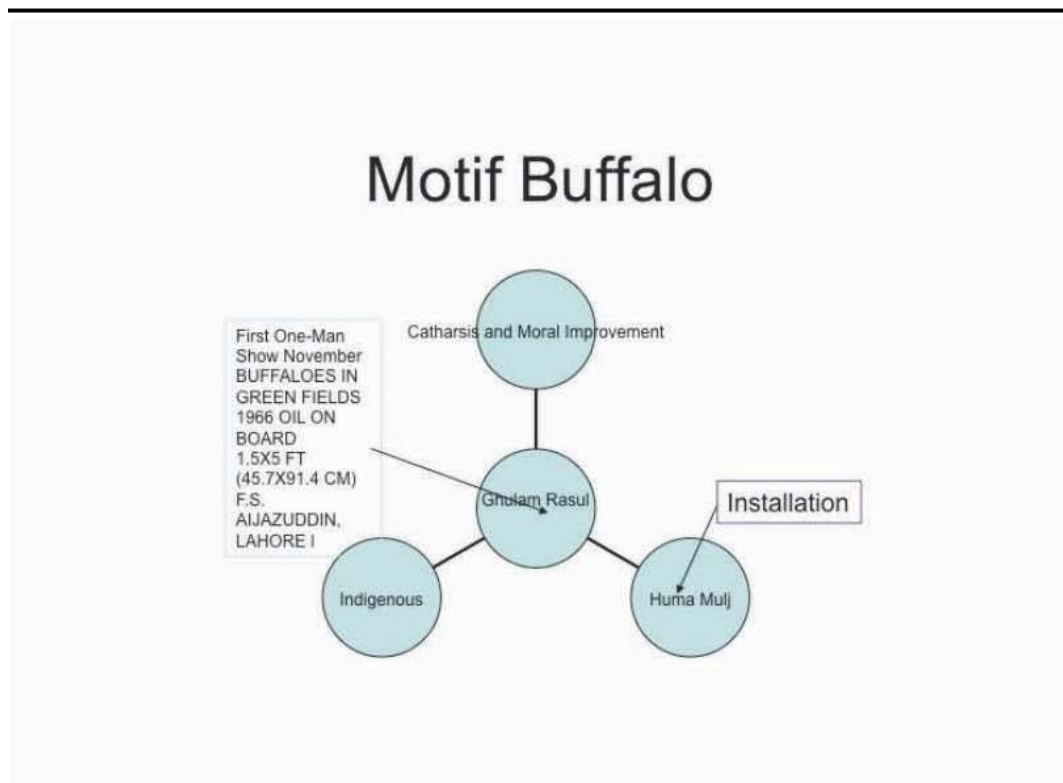 Motif Buffalo
Catharsis and Moral Improvement
First One-Man
Show November
BUFFALOES IN
GREEN FIELDS
1966 OIL ON
BOARD
1.5X5 FT
(45.7X91.4 CM)
F.S.
AIJAZUDDIN,
LAHORE I
Ghulam Rasul
Installation
Indigenous
Huma Mulj